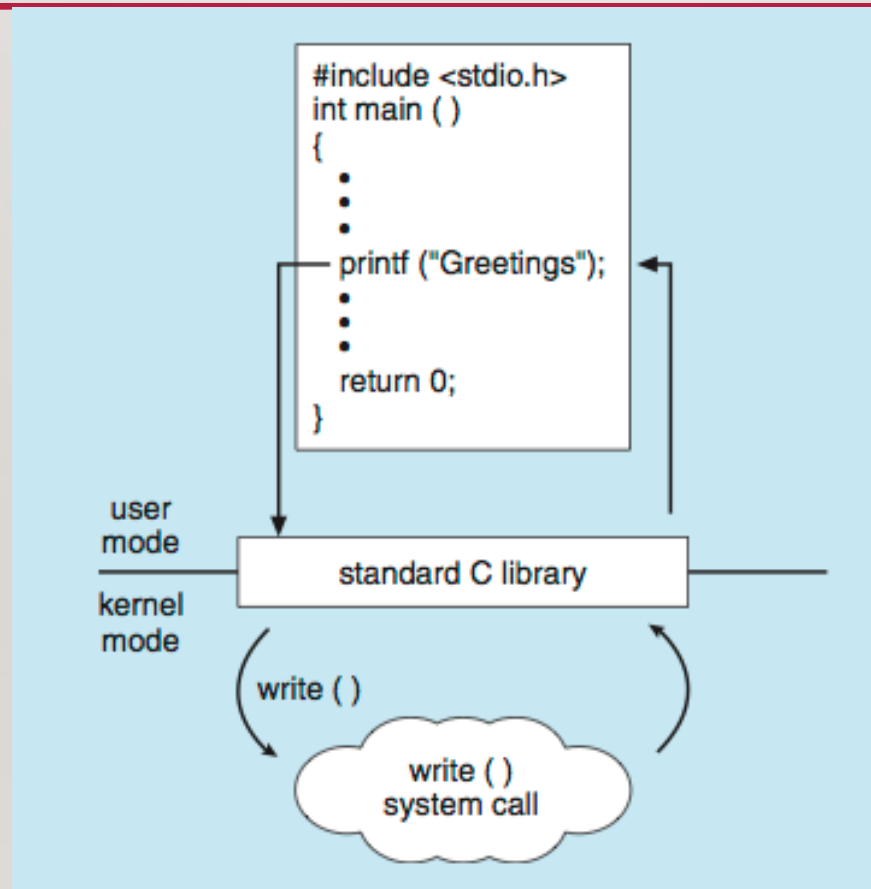 #include <stdio.h>
int main ( )
{
•
•
•
printf ("Greetings");
•
•
•
return 0;
}
user
mode
standard C library
kernel
mode
write ( )
write ( )
system call